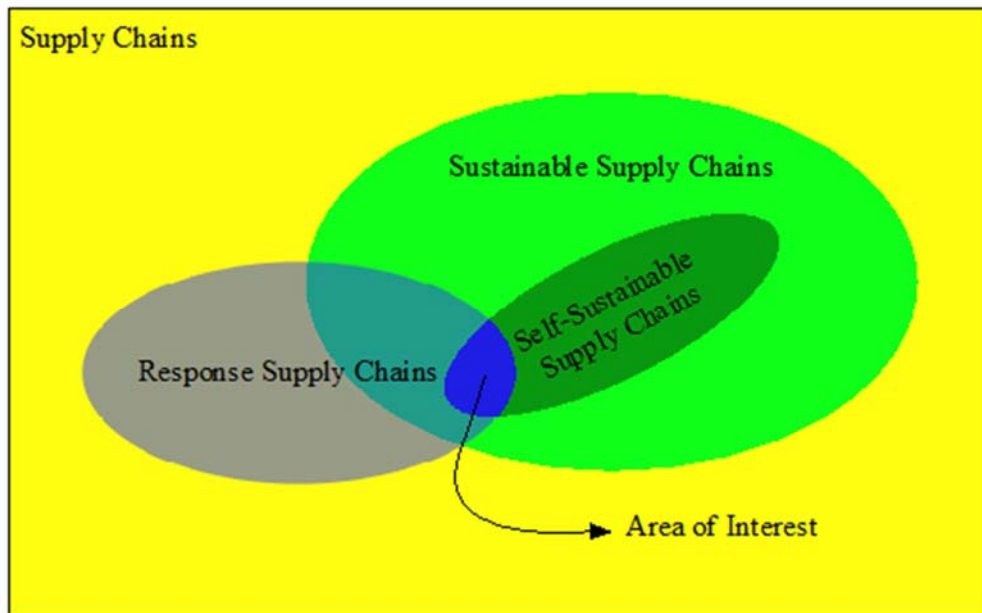 Supply Chains
Sustainable Supply Chains
Self-Sustainable
Supply Chains
Response Supply Chains
Area of Interest